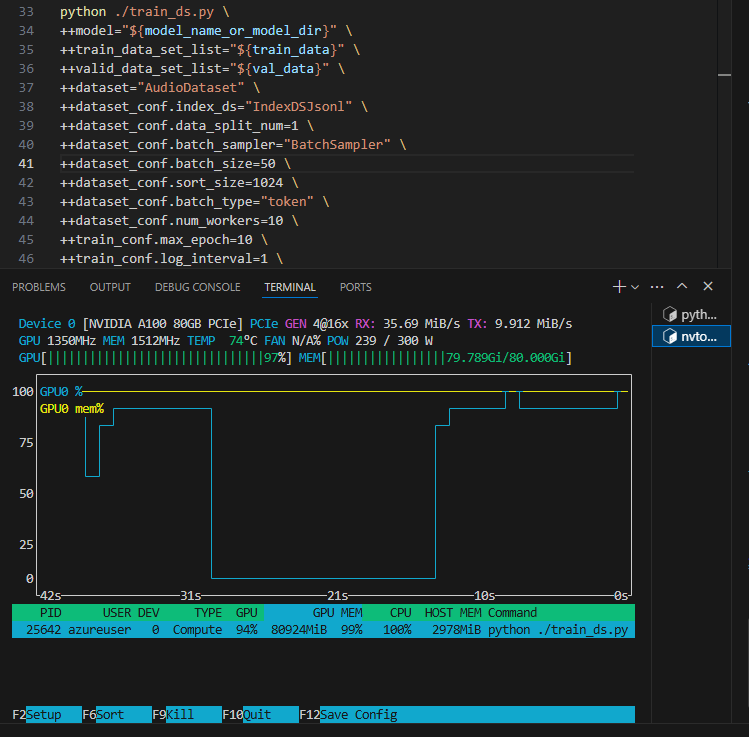 33 python ./train_ds.py \
34 ++model="${model_name_or_model_dir}" \
35 ++train_data_set_list="${train_data}" \
36 ++valid_data_set_list="${val_data}" \
37 ++dataset="AudioDataset" \
38 ++dataset_conf.index_ds="IndexDSJsonl" \
39 ++dataset_conf.data_split_num=1 \
40 ++dataset_conf.batch_sampler="BatchSampler" \
41 ++dataset_conf.batch_size=50 \
42 ++dataset_conf.sort_size=1024 \
43 ++dataset_conf.batch_type="token" \
44 ++dataset_conf.num_workers=10 \
45 ++train_conf.max_epoch=10 \
46 ++train_conf.log_interval=1 \
PROBLEMS OUTPUT DEBUG CONSOLE TERMINAL PORTS
pyth...
nvto...
Device 0 [NVIDIA A100 80GB PCIe] PCIe GEN 4@16x RX: 35.69 MiB/s TX: 9.912 MiB/s
GPU 1350MHz MEM 1512MHz TEMP 74°C FAN N/A% POW 239 / 300 W
GPU[||||||||||||||||||||||||||||||97%] MEM[|||||||||||||||||79.789Gi/80.000Gi]
100 GPU0 %
GPU0 mem%
75
50
25
0
42s 31s 21s 10s 0s
PID USER DEV TYPE GPU GPU MEM CPU HOST MEM Command
25642 azureuser 0 Compute 94% 80924MiB 99% 100% 2978MiB python ./train_ds.py
F2Setup F6Sort F9Kill F10Quit F12Save Config